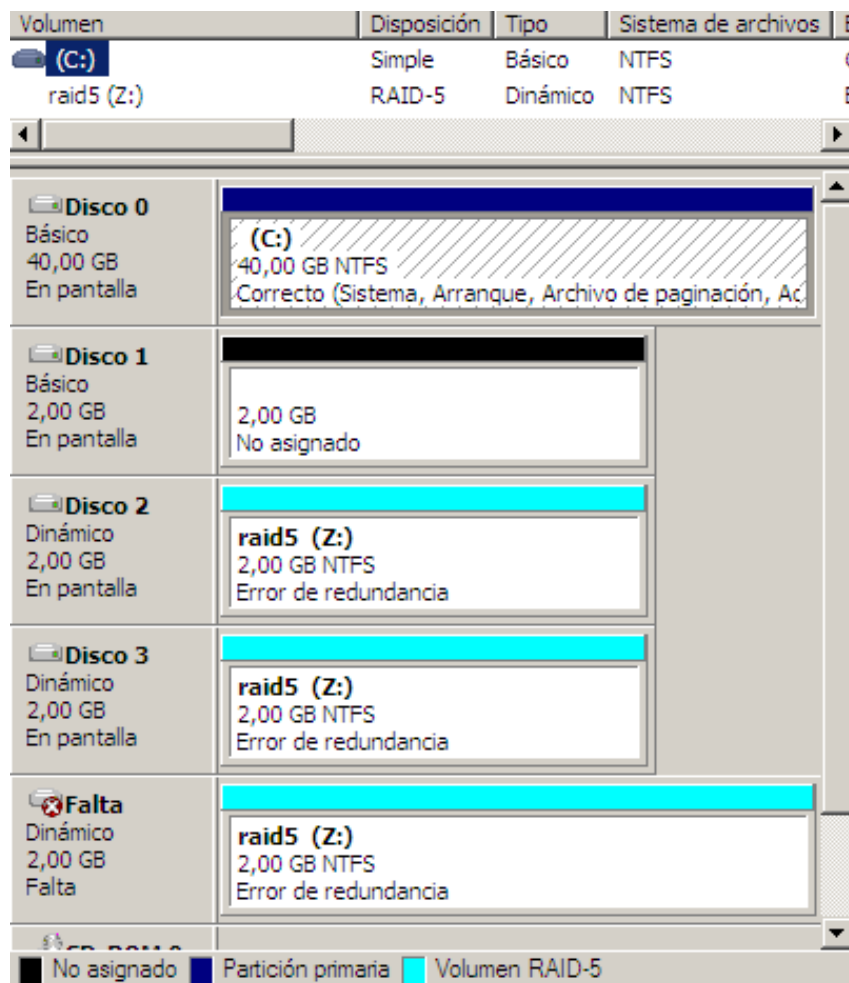 Volumen Disposición Tipo Sistema de archivos
(C:) Simple Básico NTFS
raid5 (Z:) RAID-5 Dinámico NTFS
Disco 0
Básico
40,00 GB
En pantalla
(C:)
40,00 GB NTFS
Correcto (Sistema, Arranque, Archivo de paginación, Ac
Disco 1
Básico
2,00 GB
En pantalla
2,00 GB
No asignado
Disco 2
Dinámico
2,00 GB
En pantalla
raid5 (Z:)
2,00 GB NTFS
Error de redundancia
Disco 3
Dinámico
2,00 GB
En pantalla
raid5 (Z:)
2,00 GB NTFS
Error de redundancia
Falta
Dinámico
2,00 GB
Falta
raid5 (Z:)
2,00 GB NTFS
Error de redundancia
No asignado Partición primaria Volumen RAID-5